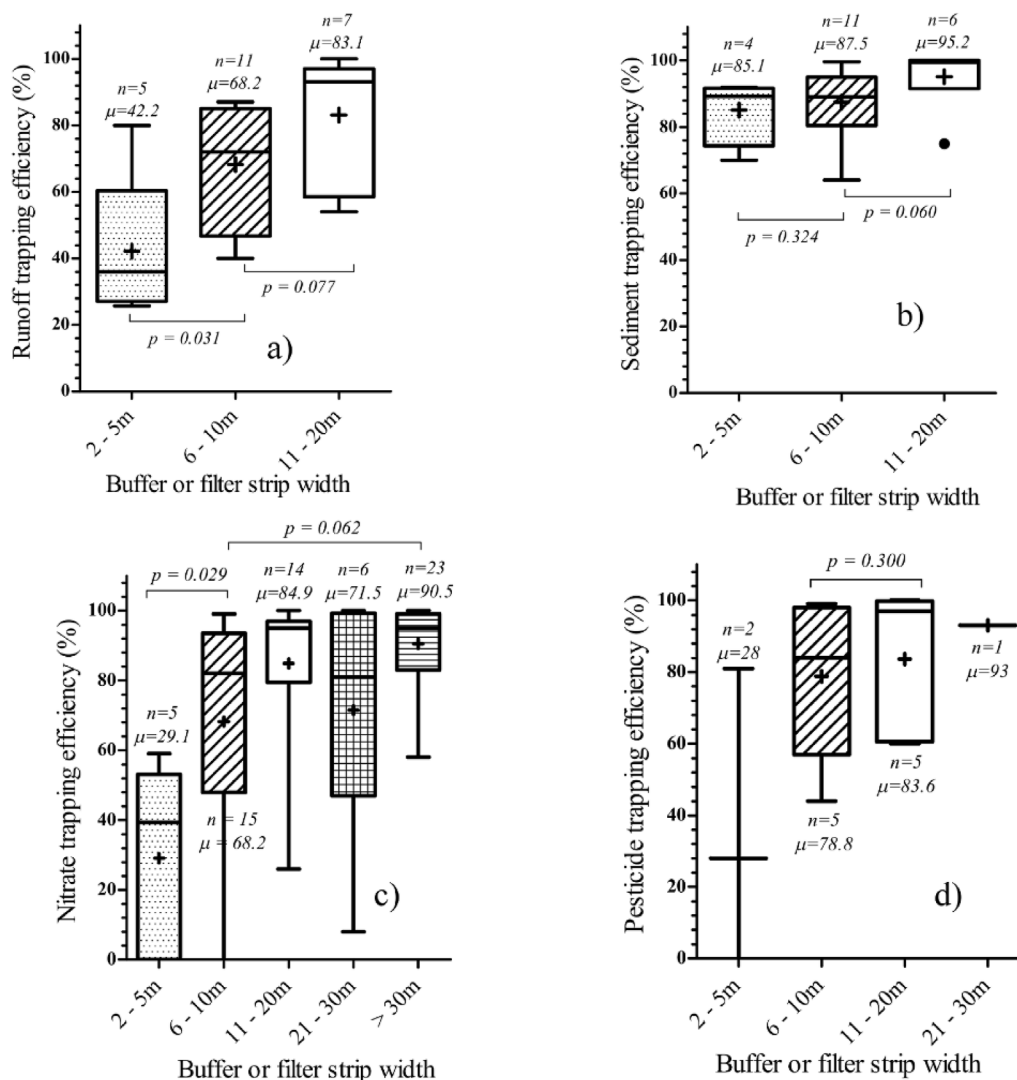 n=7
μ=83.1
n=11
μ=68.2
n=5
μ=42.2
100
80
60
40
20
0
Runoff trapping efficiency (%)
p = 0.077
p = 0.031
a)
2 - 5m
6 - 10m
11 - 20m
Buffer or filter strip width
n=11
μ=87.5
n=6
μ=95.2
n=4
μ=85.1
100
80
60
40
20
0
Sediment trapping efficiency (%)
p = 0.060
p = 0.324
b)
2 - 5m
6 - 10m
11 - 20m
Buffer or filter strip width
p = 0.062
p = 0.029
n=14
μ=84.9
n=6
μ=71.5
n=23
μ=90.5
n=5
μ=29.1
n = 15
μ = 68.2
100
80
60
40
20
0
Nitrate trapping efficiency (%)
c)
2 - 5m
6 - 10m
11 - 20m
21 - 30m
> 30m
Buffer or filter strip width
p = 0.300
n=2
μ=28
n=1
μ=93
n=5
μ=83.6
n=5
μ=78.8
100
80
60
40
20
0
Pesticide trapping efficiency (%)
d)
2 - 5m
6 - 10m
11 - 20m
21 - 30m
Buffer or filter strip width